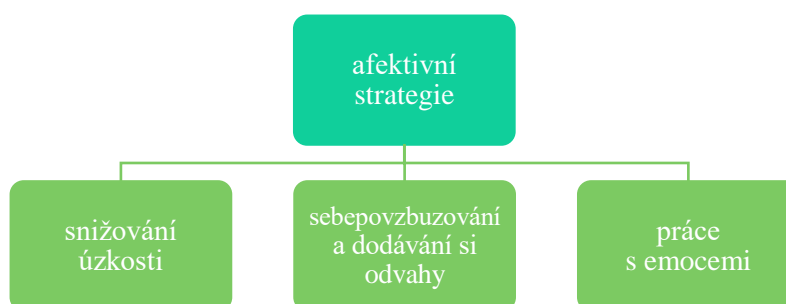 afektivní
strategie
snižování
úzkosti
sebepovzbuzování
a dodávání si
odvahy
práce
s emocemi